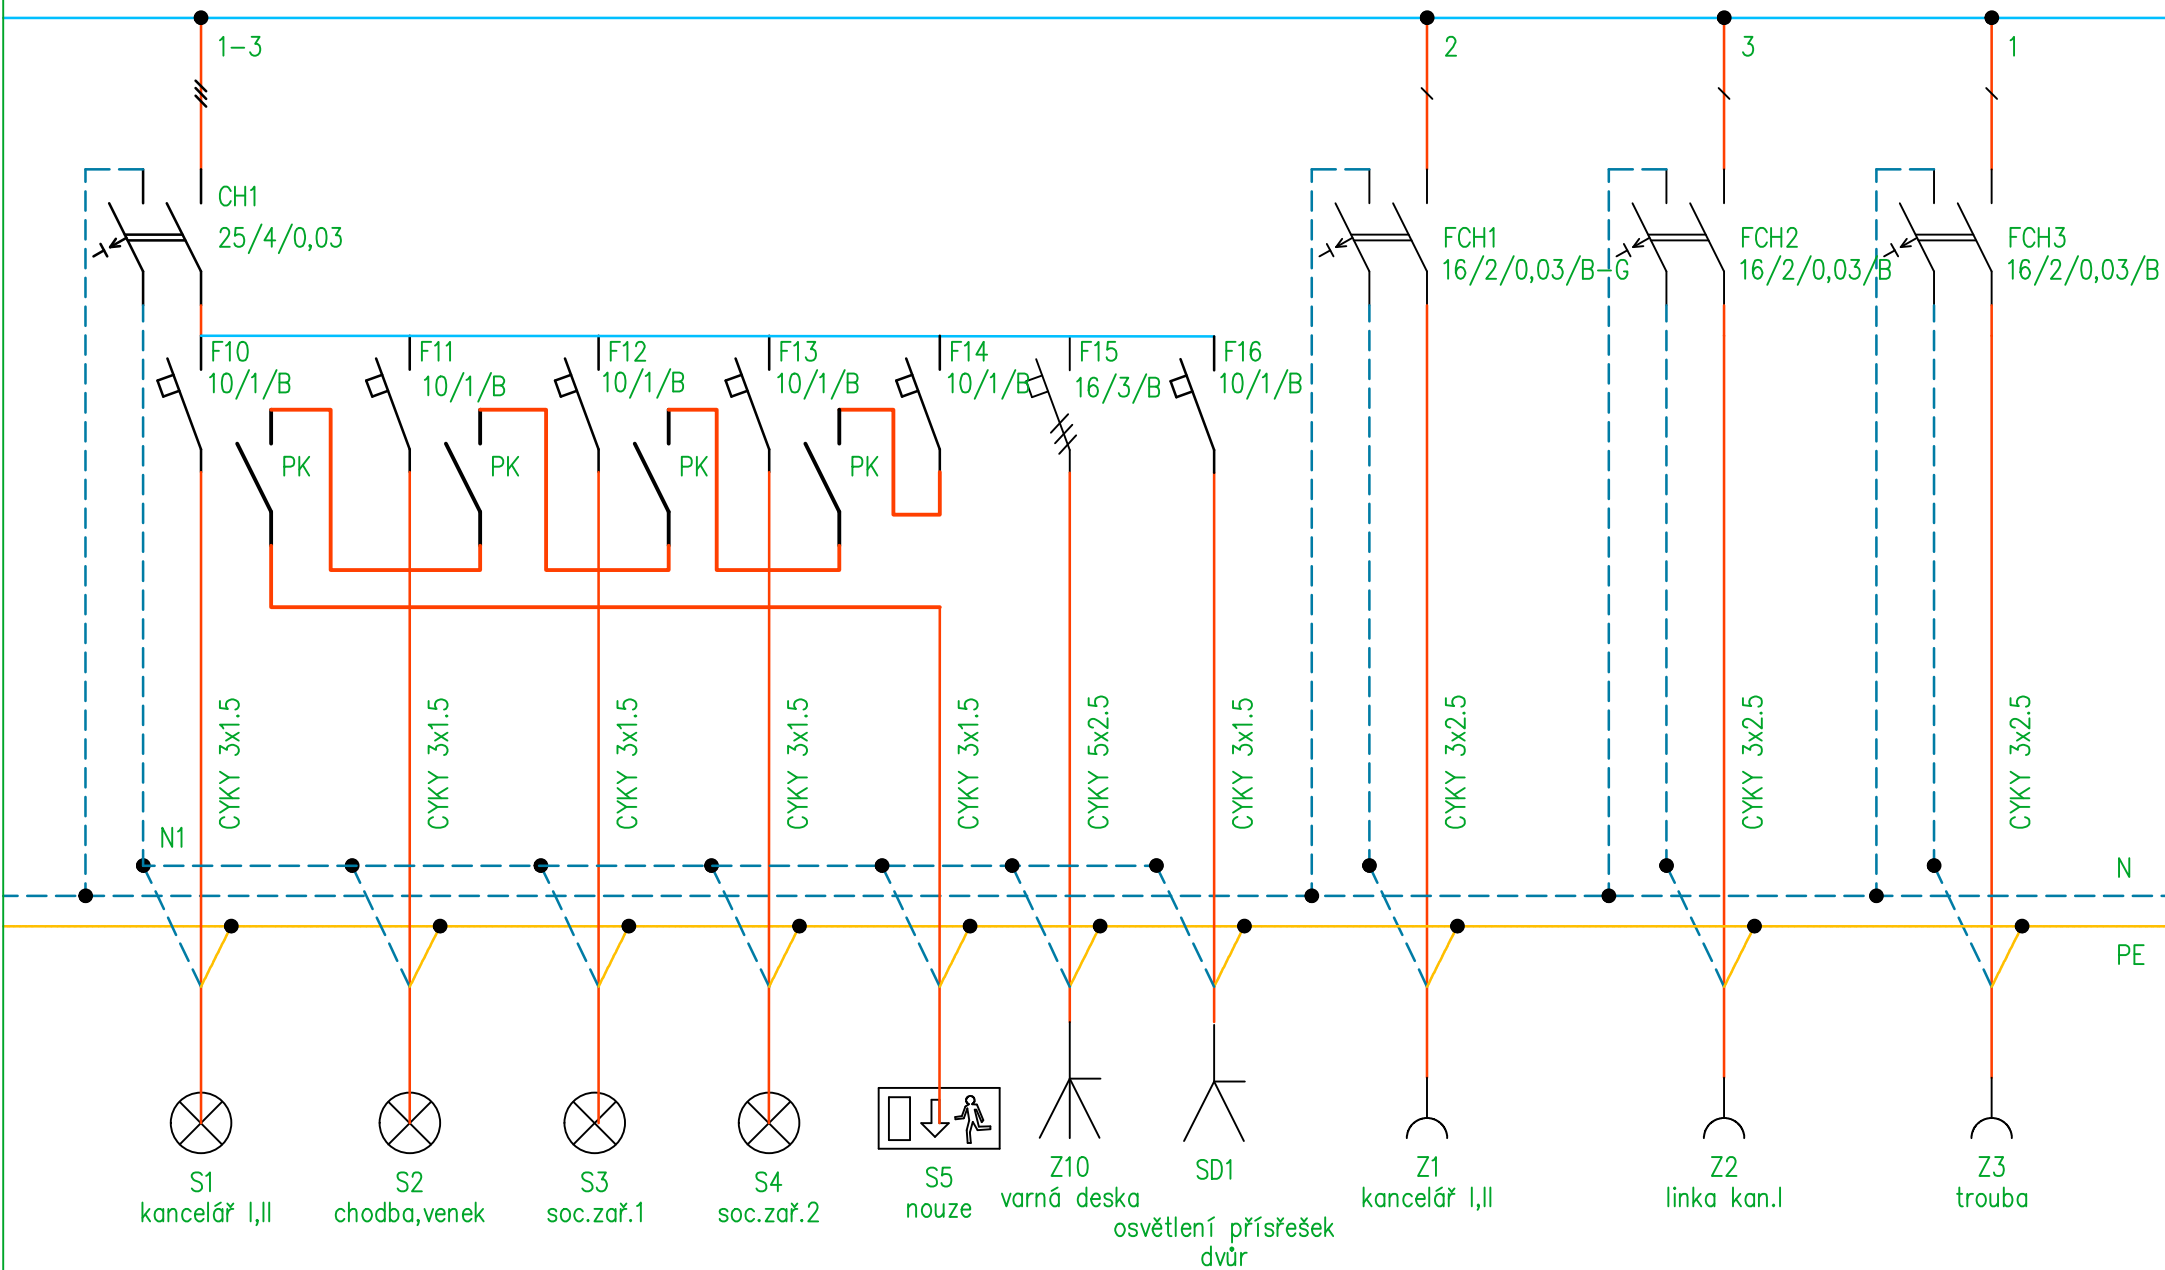 1-3
2
3
1
CH1
25/4/0,03
FCH1
16/2/0,03/B-G
FCH2
16/2/0,03/B
FCH3
16/2/0,03/B
F10
10/1/B
F11
10/1/B
F12
10/1/B
F13
10/1/B
F14
10/1/B
F15
16/3/B
F16
10/1/B
PK
PK
PK
PK
CYKY 3x1.5
CYKY 3x1.5
CYKY 3x1.5
CYKY 3x1.5
CYKY 3x1.5
CYKY 5x2.5
CYKY 3x1.5
CYKY 3x2.5
CYKY 3x2.5
CYKY 3x2.5
N1
N
PE
S1
kancelář I,II
S2
chodba,venek
S3
soc.zař.1
S4
soc.zař.2
S5
nouze
Z10
varná deska
SD1
osvětlení přísřešek
dvůr
Z1
kancelář I,II
Z2
linka kan.I
Z3
trouba